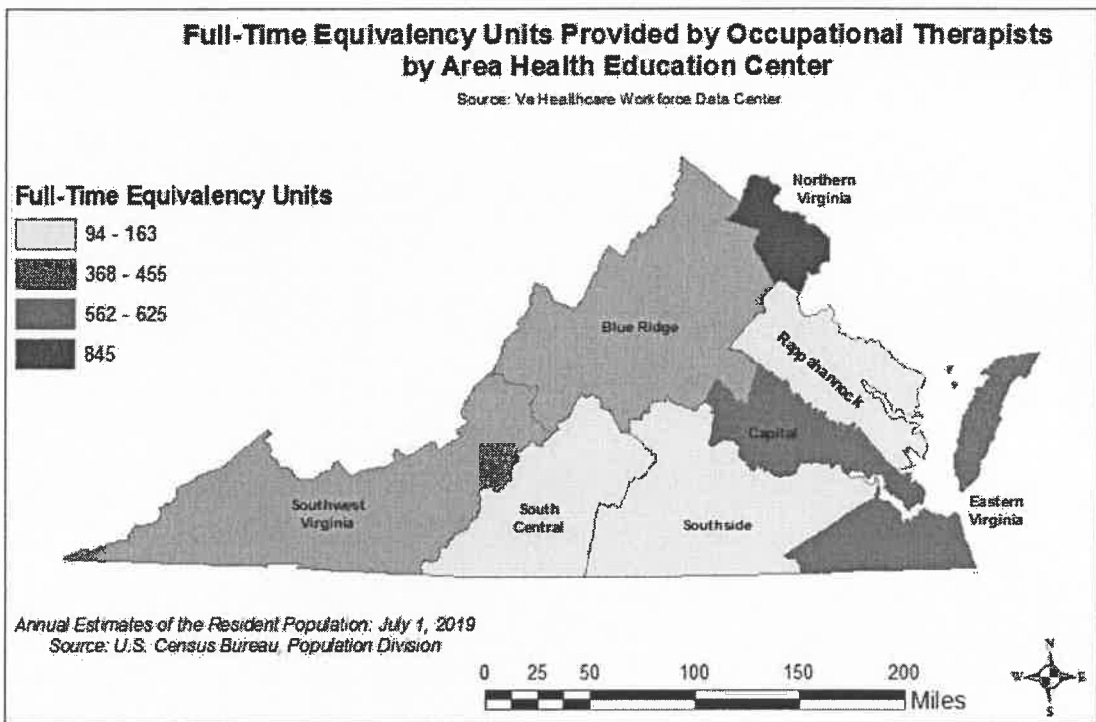 Full-Time Equivalency Units Provided by Occupational Therapists
by Area Health Education Center
Source: Va Healthcare Workforce Data Center
Full-Time Equivalency Units
94 - 163
368 - 455
562 - 625
845
Northern
Virginia
Blue Ridge
Rappahannock
Capital
Eastern
Virginia
Southwest
Virginia
South
Central
Southside
Annual Estimates of the Resident Population: July 1, 2019
Source: U.S. Census Bureau, Population Division
0 25 50 100 150 200
Miles
N
W E
S